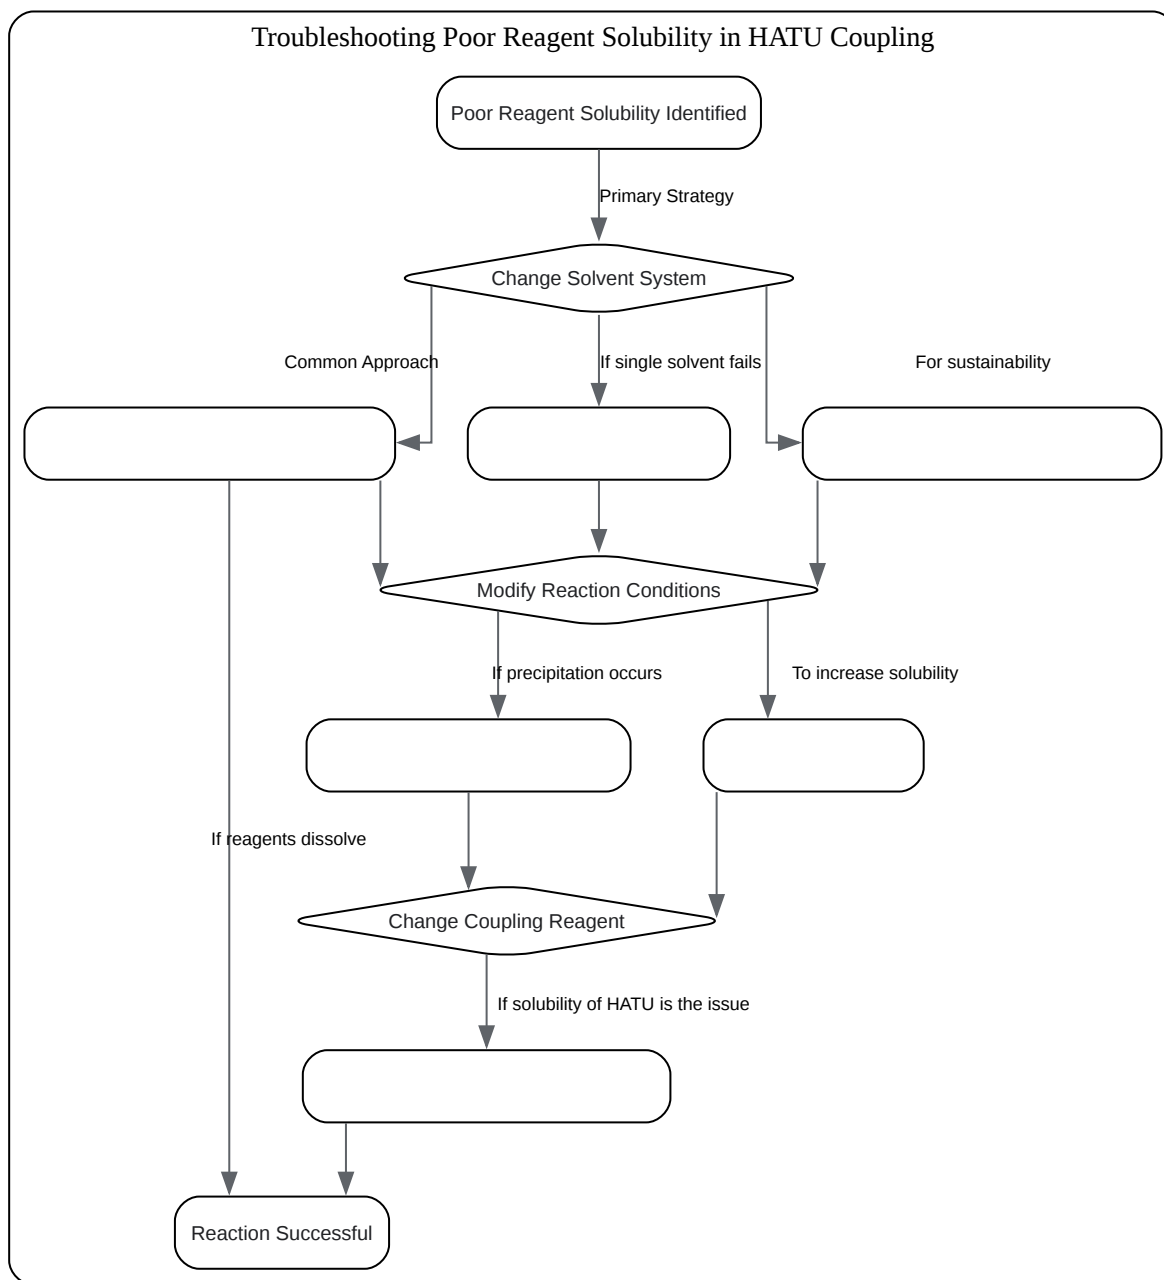 Troubleshooting Poor Reagent Solubility in HATU Coupling
Poor Reagent Solubility Identified
Primary Strategy
Change Solvent System
Common Approach
If single solvent fails
For sustainability
Modify Reaction Conditions
If precipitation occurs
To increase solubility
If reagents dissolve
Change Coupling Reagent
If solubility of HATU is the issue
Reaction Successful